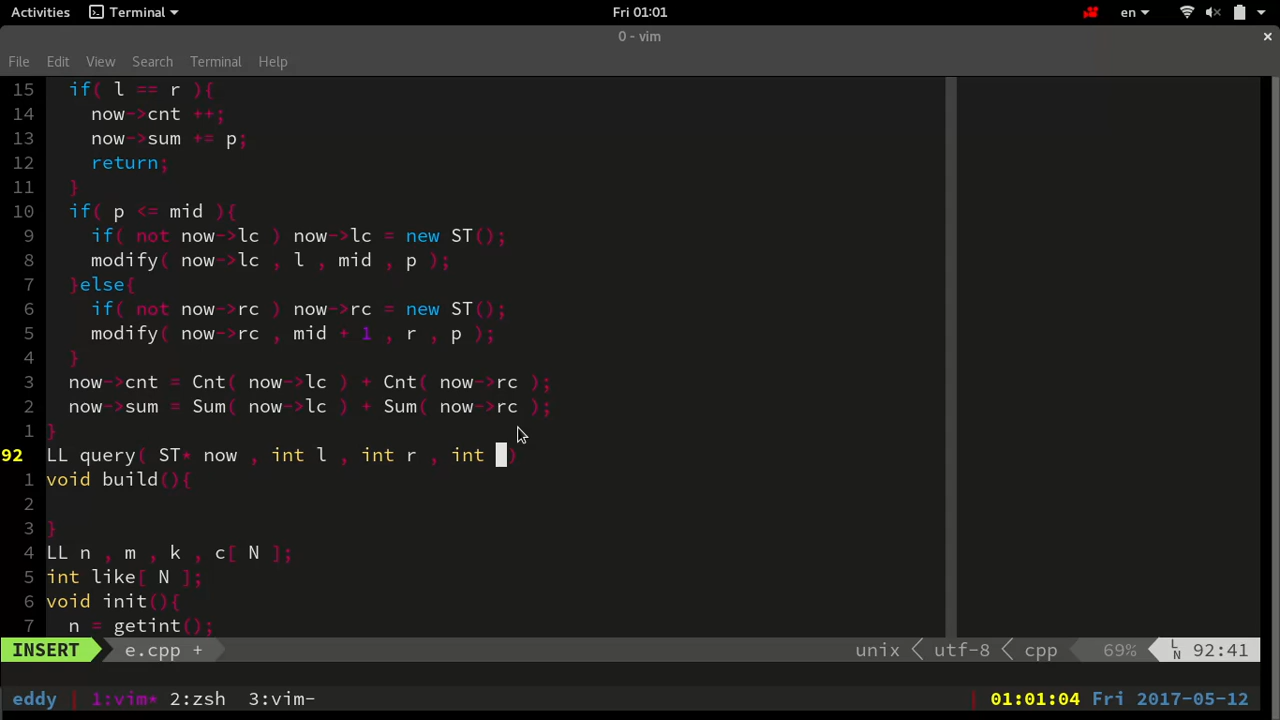 Activities Terminal Fri 01:01 en
0 - vim
File Edit View Search Terminal Help
15 if( l == r ){
14 now->cnt ++;
13 now->sum += p;
12 return;
11 }
10 if( p <= mid ){
9 if( not now->lc ) now->lc = new ST();
8 modify( now->lc , l , mid , p );
7 }else{
6 if( not now->rc ) now->rc = new ST();
5 modify( now->rc , mid + 1 , r , p );
4 }
3 now->cnt = Cnt( now->lc ) + Cnt( now->rc );
2 now->sum = Sum( now->lc ) + Sum( now->rc );
1 }
92 LL query( ST* now , int l , int r , int )
1 void build(){
2
3 }
4 LL n , m , k , c[ N ];
5 int like[ N ];
6 void init(){
7 n = getint();
INSERT e.cpp + unix utf-8 cpp 69% LN 92:41
eddy 1:vim* 2:zsh 3:vim- 01:01:04 Fri 2017-05-12